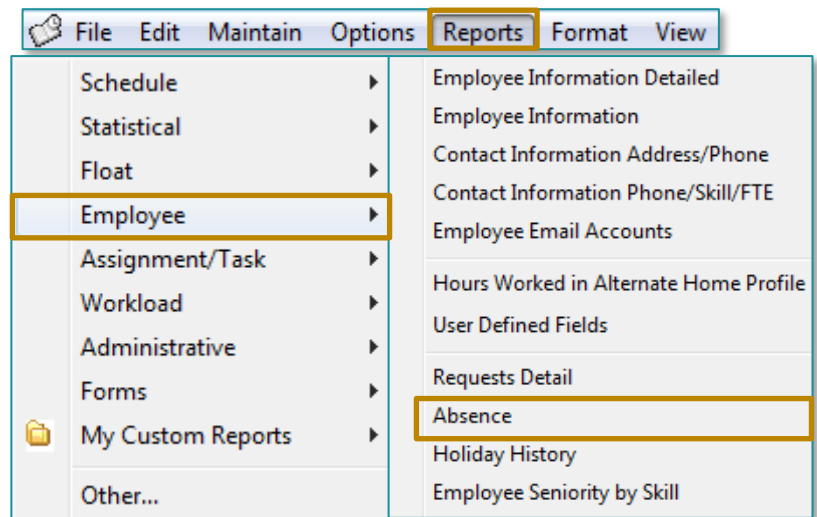 File Edit Maintain Options Reports Format View
Schedule
Statistical
Float
Employee
Assignment/Task
Workload
Administrative
Forms
My Custom Reports
Other...
Employee Information Detailed
Employee Information
Contact Information Address/Phone
Contact Information Phone/Skill/FTE
Employee Email Accounts
Hours Worked in Alternate Home Profile
User Defined Fields
Requests Detail
Absence
Holiday History
Employee Seniority by Skill